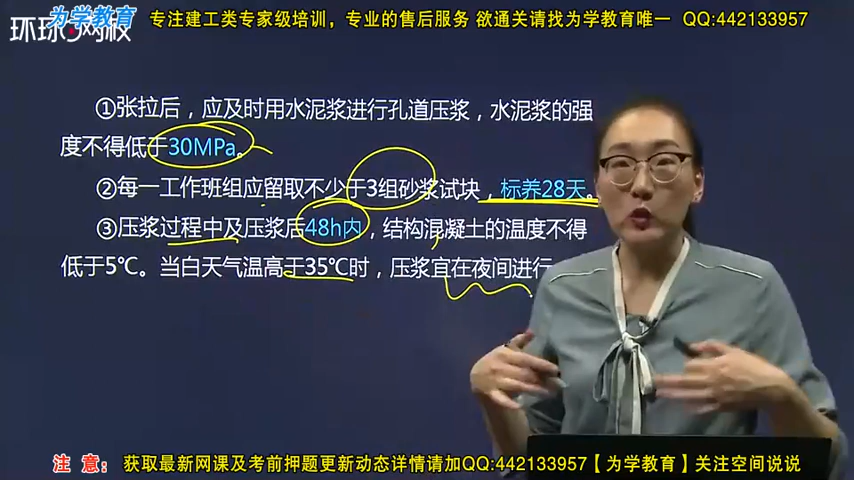 为学教育 专注建工类专家级培训，专业的售后服务 欲通关请找为学教育唯一 QQ:442133957
环球网校
①张拉后，应及时用水泥浆进行孔道压浆，水泥浆的强
度不得低于30MPa。
②每一工作班组应留取不少于3组砂浆试块，标养28天。
③压浆过程中及压浆后48h内，结构混凝土的温度不得
低于5℃。当白天气温高于35℃时，压浆宜在夜间进行
注 意： 获取最新网课及考前押题更新动态详情请加QQ:442133957【为学教育】关注空间说说